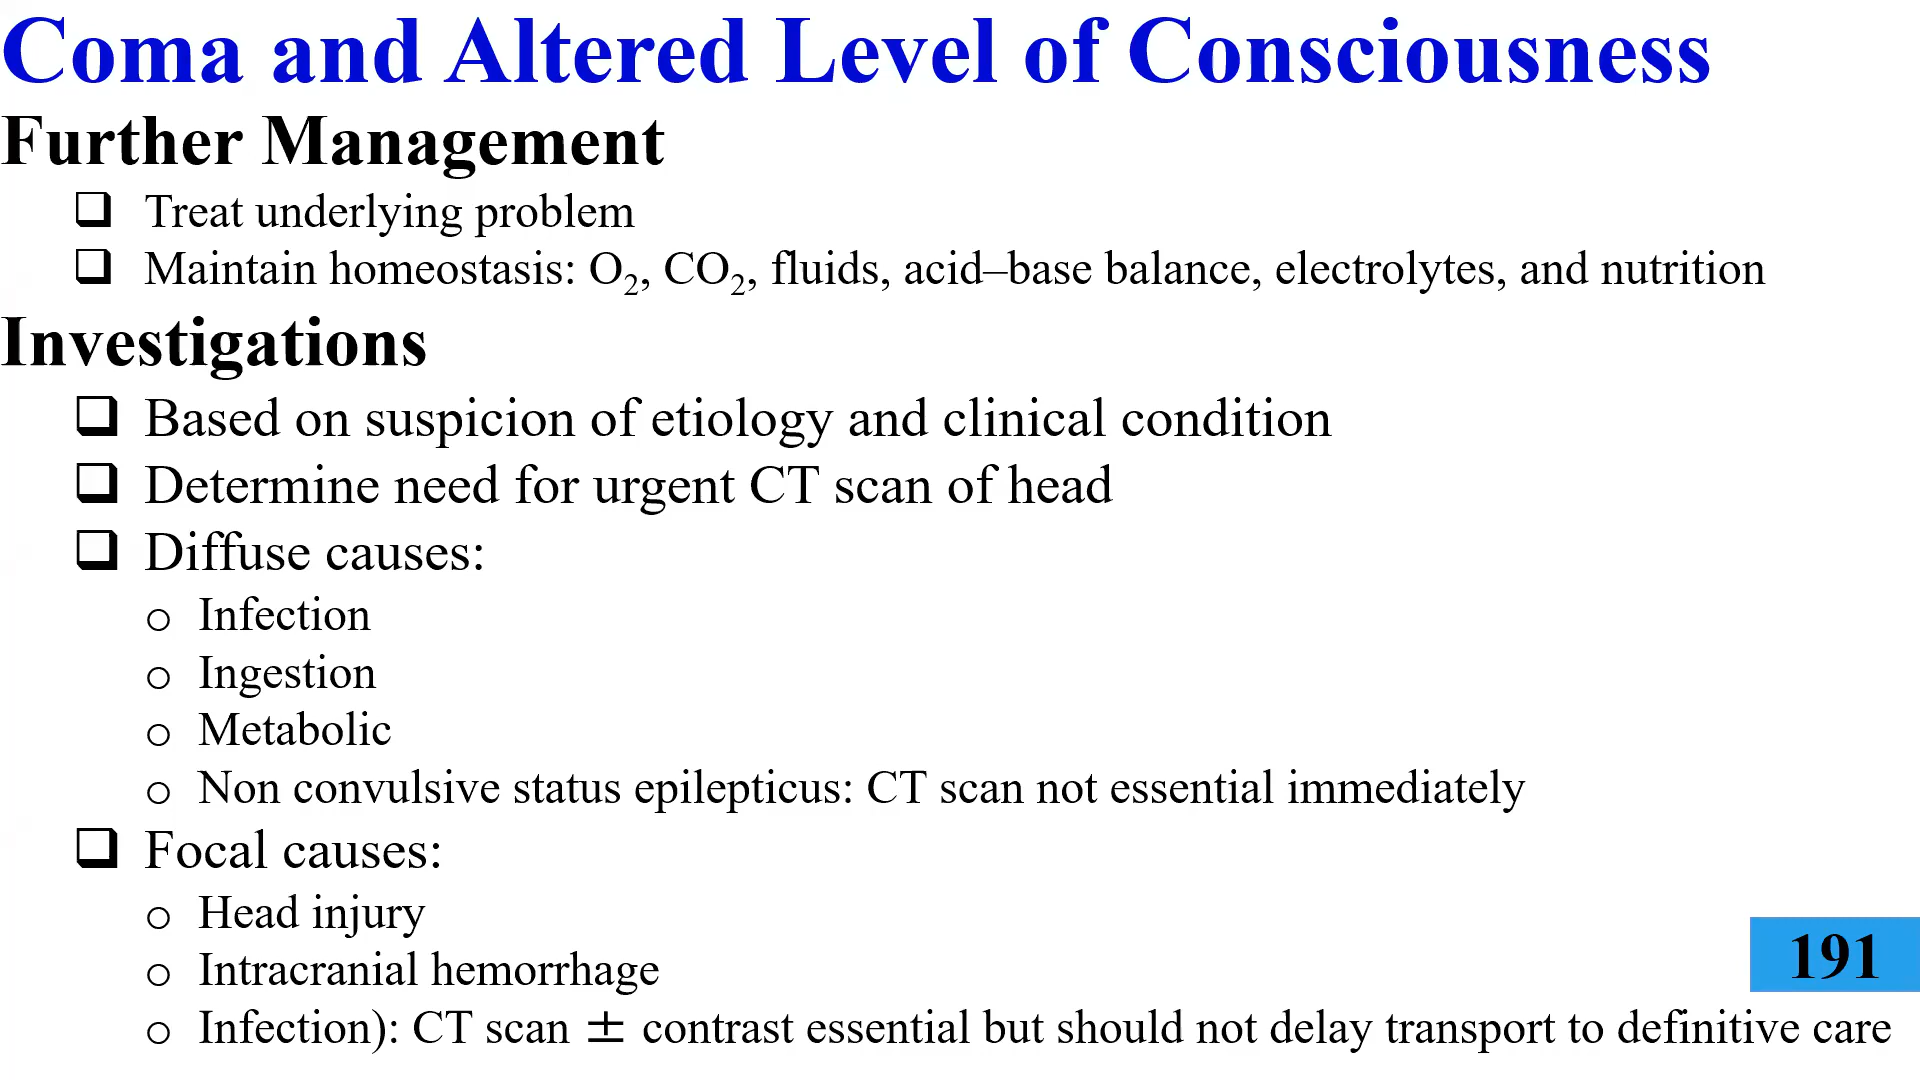 Coma and Altered Level of Consciousness
Further Management
❑ Treat underlying problem
❑ Maintain homeostasis: O₂, CO₂, fluids, acid–base balance, electrolytes, and nutrition
Investigations
❑ Based on suspicion of etiology and clinical condition
❑ Determine need for urgent CT scan of head
❑ Diffuse causes:
o Infection
o Ingestion
o Metabolic
o Non convulsive status epilepticus: CT scan not essential immediately
❑ Focal causes:
o Head injury
o Intracranial hemorrhage
o Infection): CT scan ± contrast essential but should not delay transport to definitive care
191